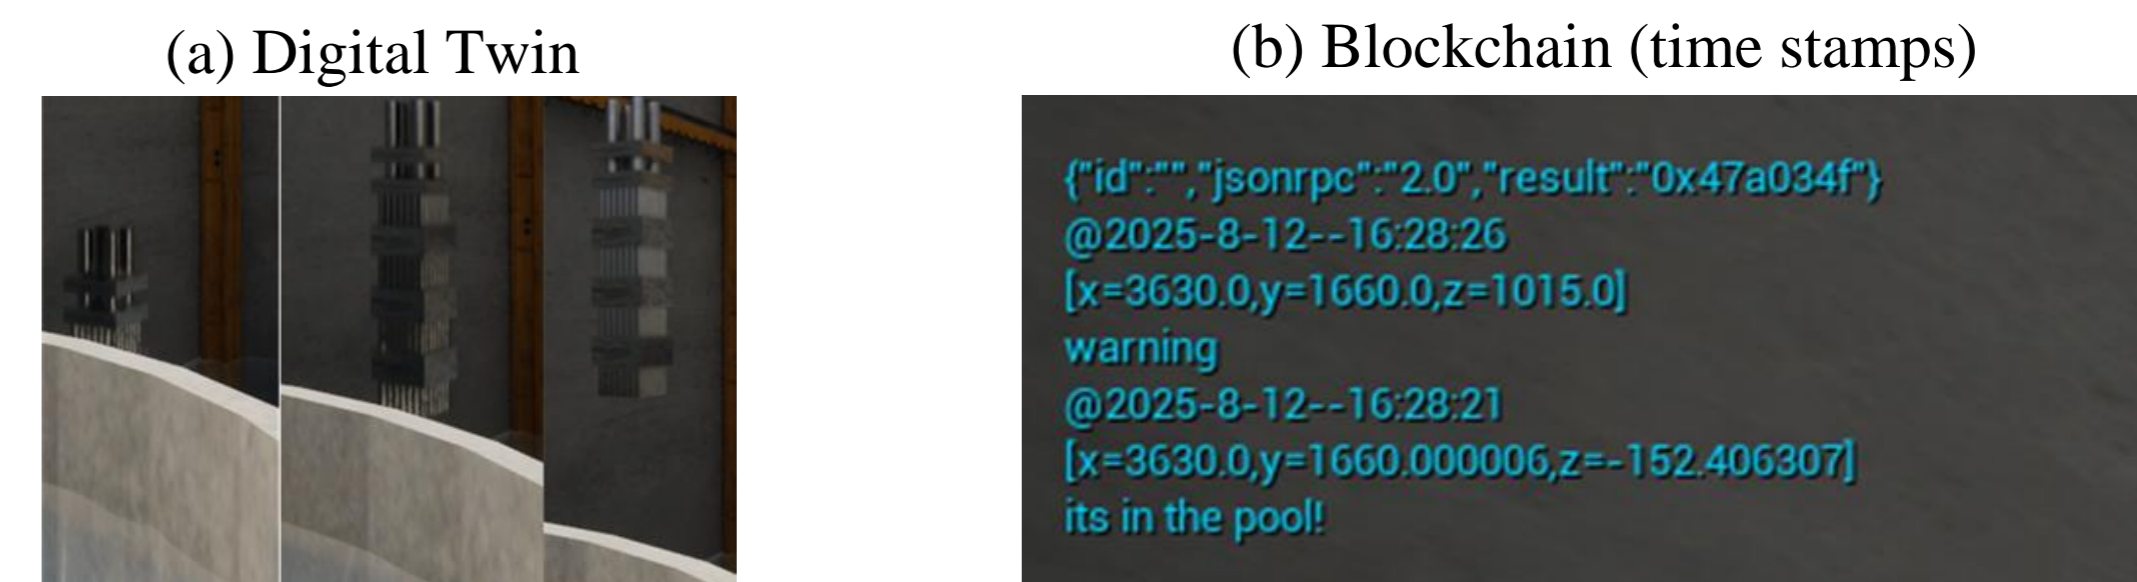 (a) Digital Twin
(b) Blockchain (time stamps)
{"id":"","jsonrpc":"2.0","result":"0x47a034f"}
@2025-8-12--16:28:26
[x=3630.0,y=1660.0,z=1015.0]
warning
@2025-8-12--16:28:21
[x=3630.0,y=1660.000006,z=-152.406307]
its in the pool!